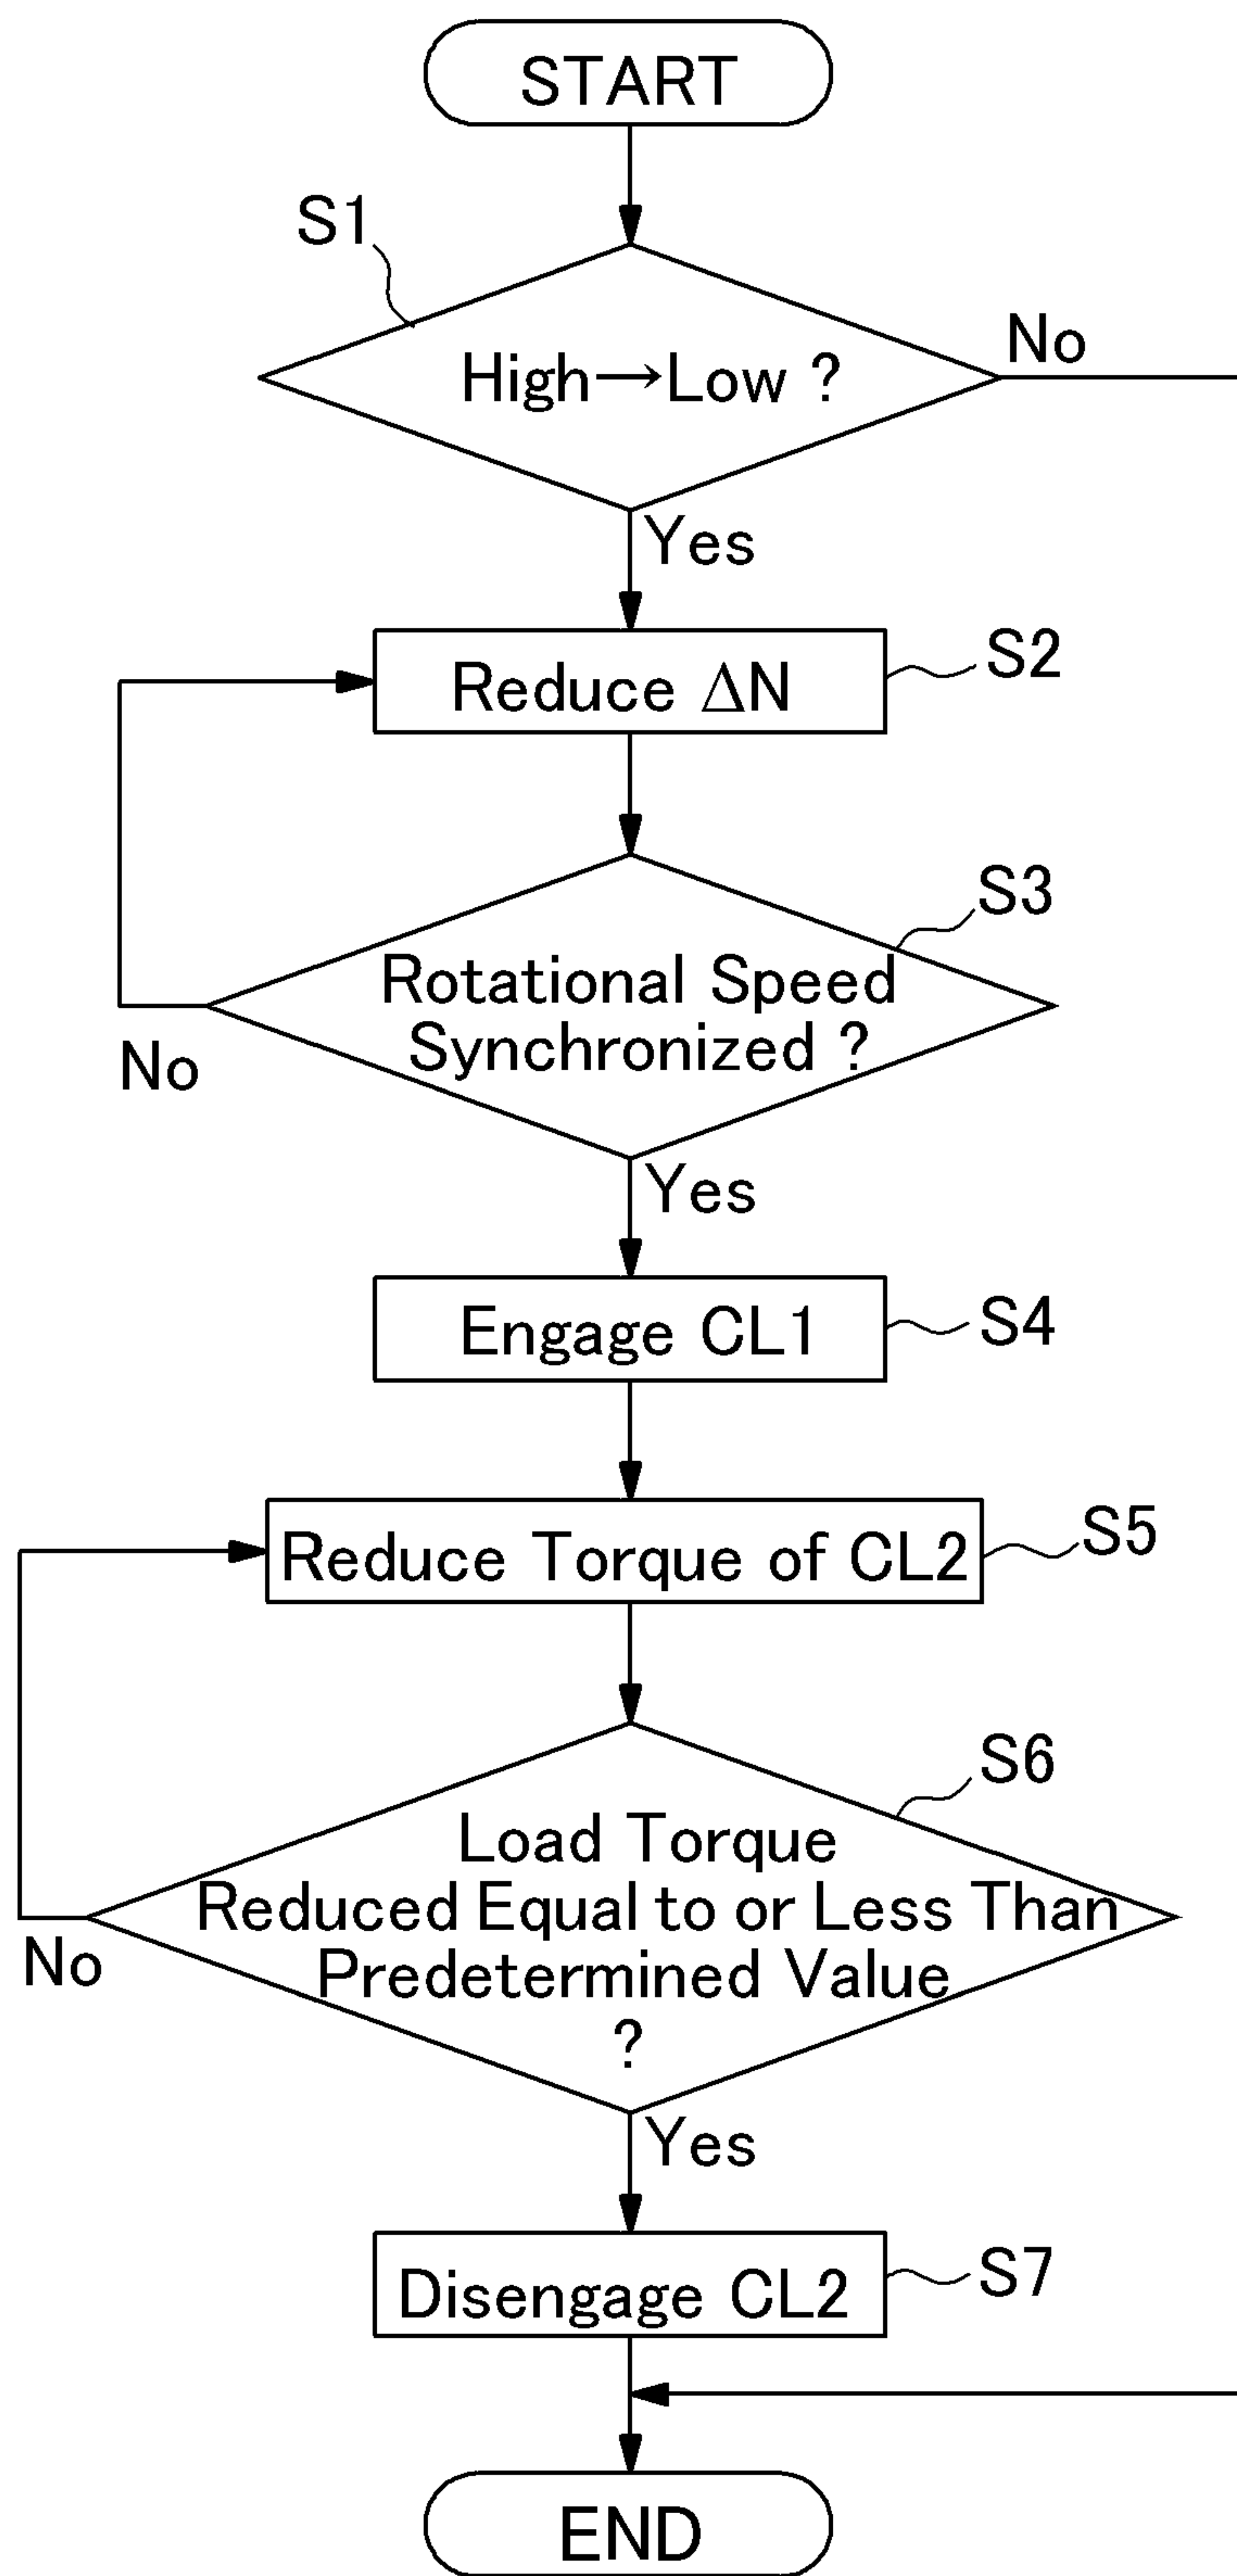 START
S1
High→Low ?
No
Yes
Reduce ΔN
S2
S3
Rotational Speed
Synchronized ?
No
Yes
Engage CL1
S4
Reduce Torque of CL2
S5
S6
Load Torque
Reduced Equal to or Less Than
Predetermined Value
?
No
Yes
Disengage CL2
S7
END